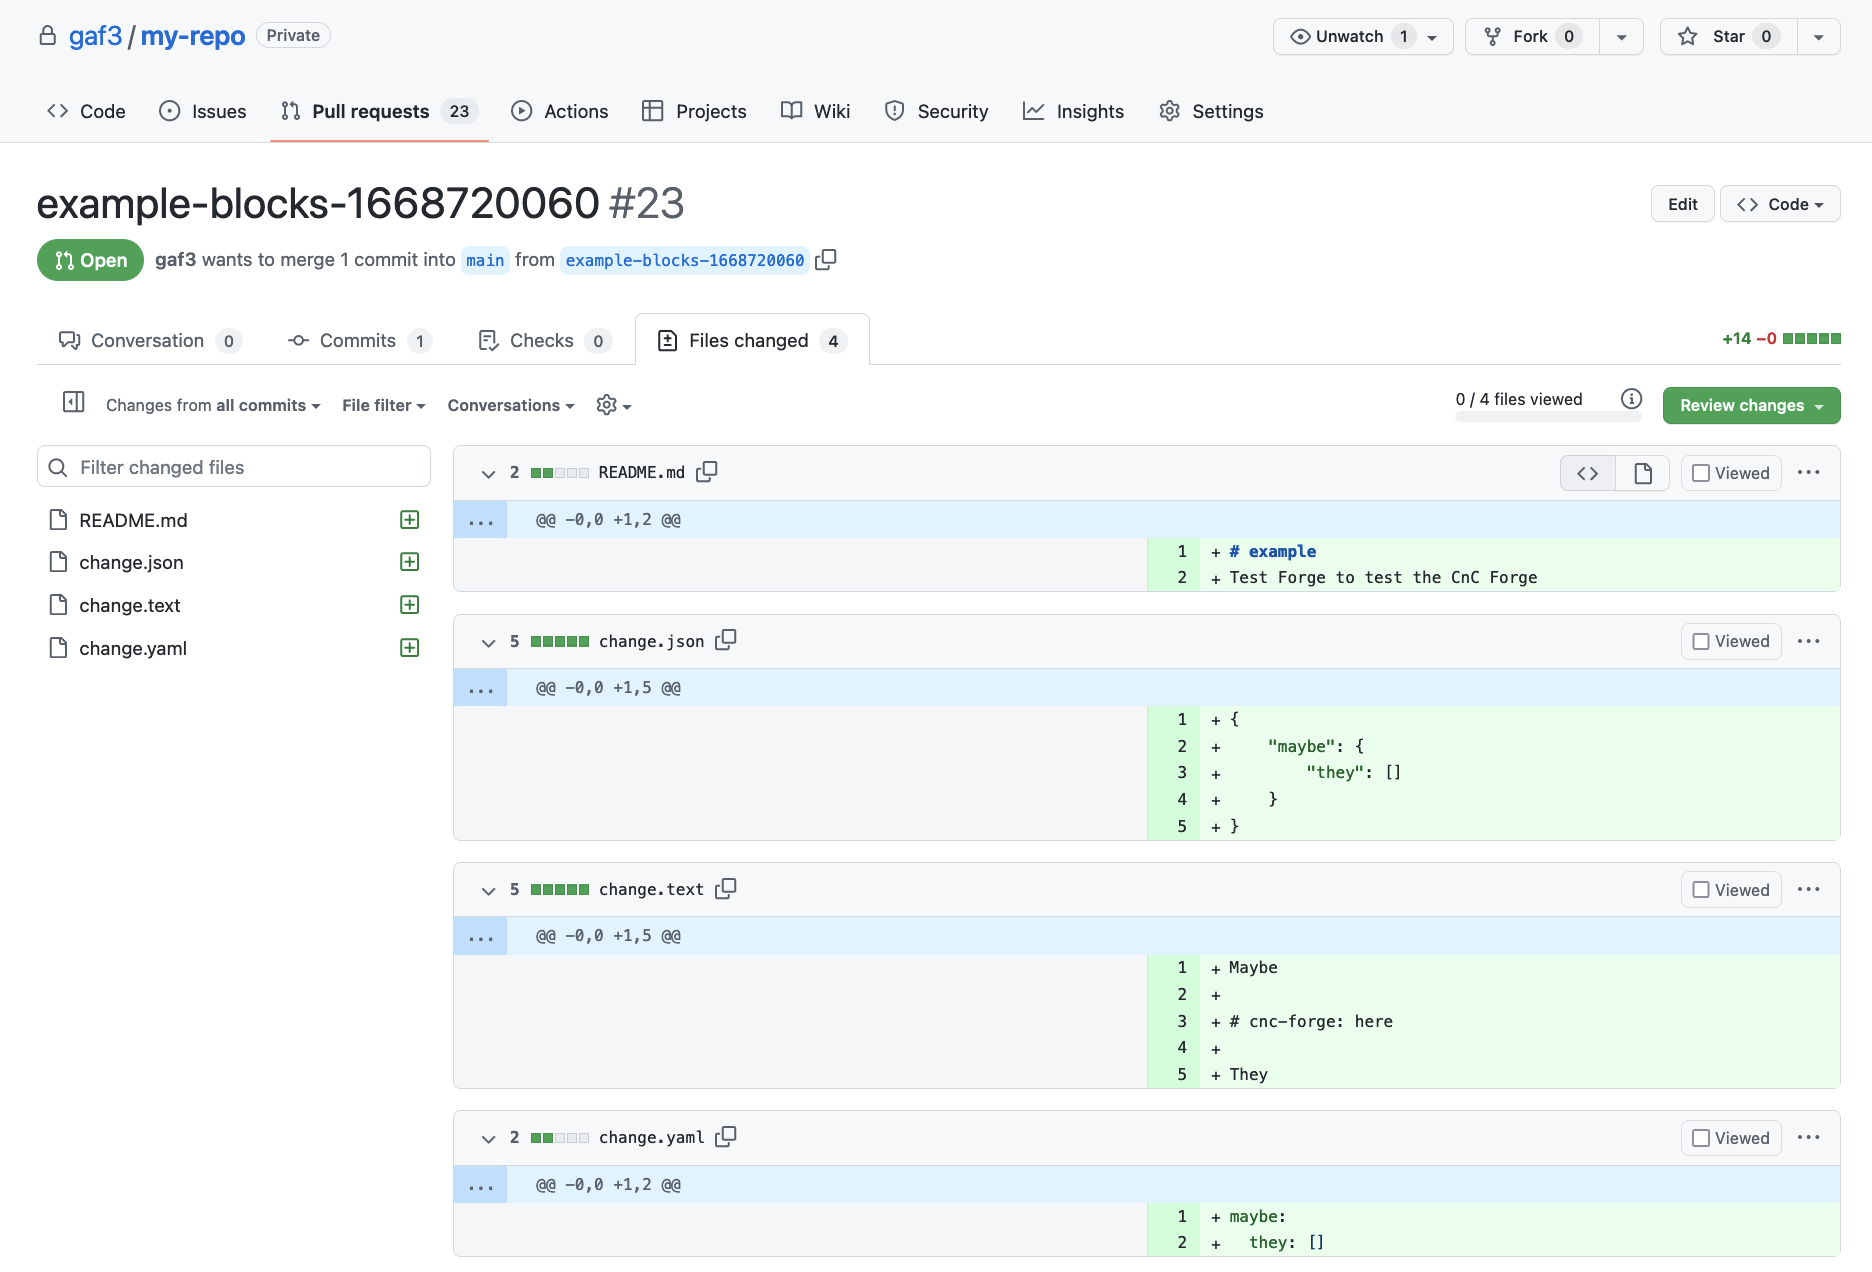 gaf3 / my-repo Private
Unwatch 1
Fork 0
Star 0
Code
Issues
Pull requests 23
Actions
Projects
Wiki
Security
Insights
Settings
example-blocks-1668720060 #23
Edit
Code
Open gaf3 wants to merge 1 commit into main from example-blocks-1668720060
Conversation 0
Commits 1
Checks 0
Files changed 4
+14 −0
Changes from all commits
File filter
Conversations
0 / 4 files viewed
Review changes
Filter changed files
README.md
change.json
change.text
change.yaml
2 README.md
Viewed
...
... @@ -0,0 +1,2 @@
1 + # example
2 + Test Forge to test the CnC Forge
5 change.json
Viewed
...
... @@ -0,0 +1,5 @@
1 + {
2 +     "maybe": {
3 +         "they": []
4 +     }
5 + }
5 change.text
Viewed
...
... @@ -0,0 +1,5 @@
1 + Maybe
2 +
3 + # cnc-forge: here
4 +
5 + They
2 change.yaml
Viewed
...
... @@ -0,0 +1,2 @@
1 + maybe:
2 +   they: []